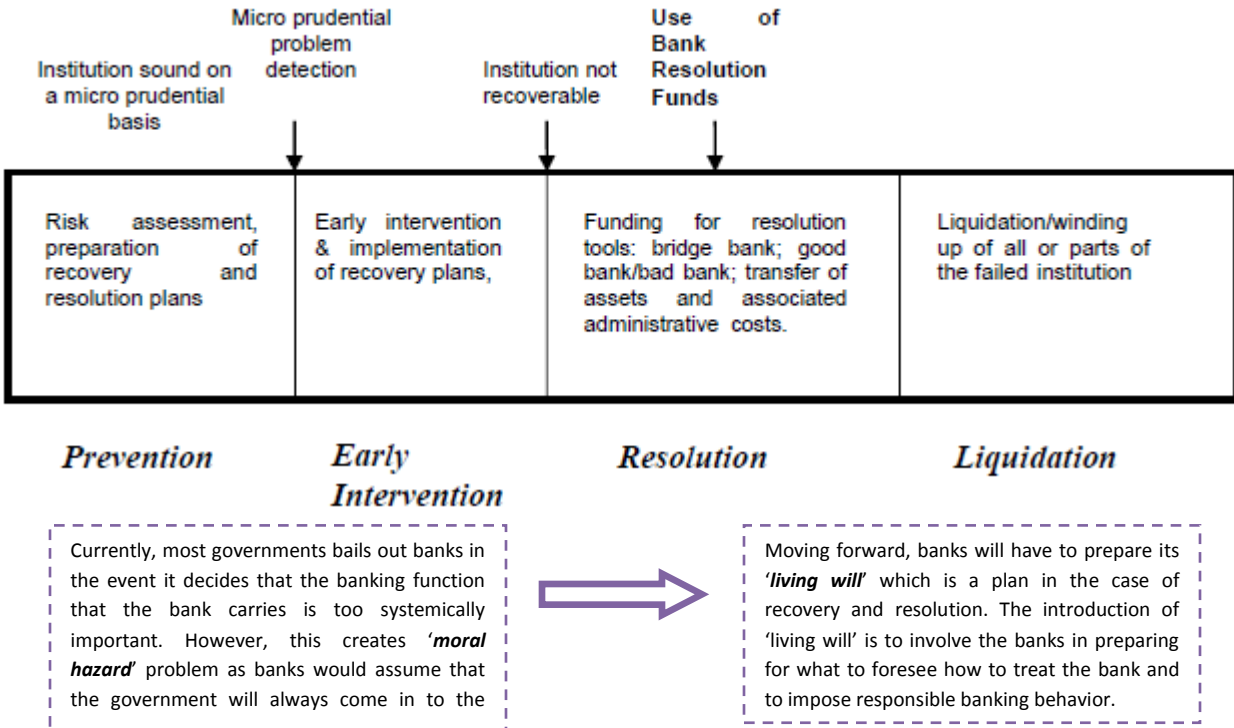 Institution sound on
a micro prudential
basis
Micro prudential
problem
detection
Institution not
recoverable
Use of
Bank
Resolution
Funds
Risk assessment,
preparation of
recovery and
resolution plans
Early intervention
& implementation
of recovery plans,
Funding for resolution
tools: bridge bank; good
bank/bad bank; transfer of
assets and associated
administrative costs.
Liquidation/winding
up of all or parts of
the failed institution
Prevention
Early
Intervention
Resolution
Liquidation
Currently, most governments bails out banks in
the event it decides that the banking function
that the bank carries is too systemically
important. However, this creates ‘moral
hazard’ problem as banks would assume that
the government will always come in to the
Moving forward, banks will have to prepare its
‘living will’ which is a plan in the case of
recovery and resolution. The introduction of
‘living will’ is to involve the banks in preparing
for what to foresee how to treat the bank and
to impose responsible banking behavior.